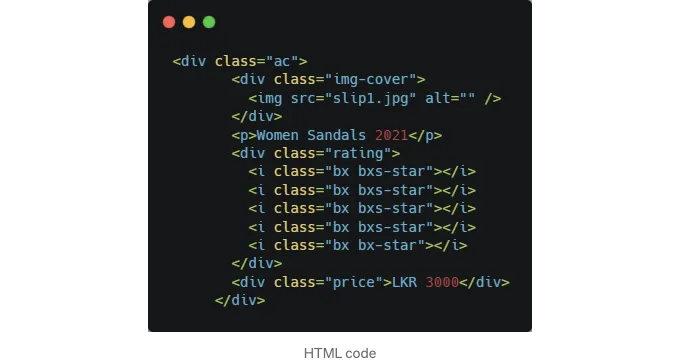 <div class="ac">
<div class="img-cover">
<img src="slip1.jpg" alt="" />
</div>
<p>Women Sandals 2021</p>
<div class="rating">
<i class="bx bxs-star"></i>
<i class="bx bxs-star"></i>
<i class="bx bxs-star"></i>
<i class="bx bxs-star"></i>
<i class="bx bx-star"></i>
</div>
<div class="price">LKR 3000</div>
</div>
HTML code